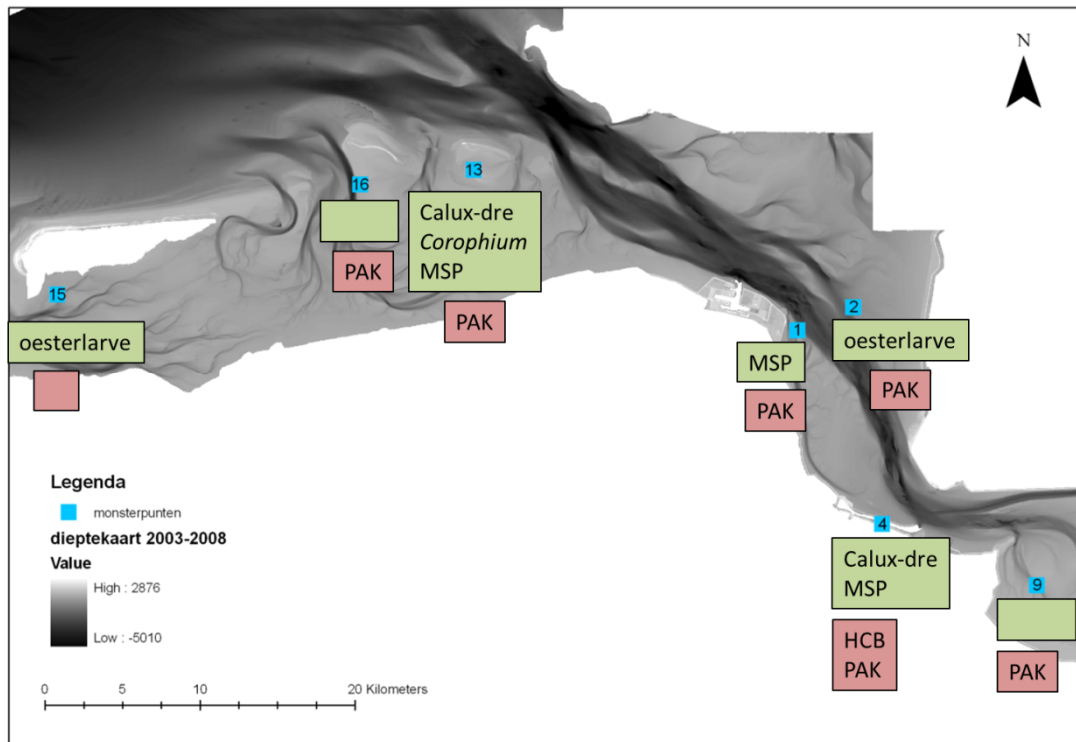 N
16
13
Calux-dre
Corophium
MSP
PAK
PAK
15
oesterlarve
2
1
oesterlarve
MSP
PAK
PAK
4
Calux-dre
MSP
HCB
PAK
9
PAK
Legenda
monsterpunten
dieptekaart 2003-2008
Value
High : 2876
Low : -5010
0 5 10 20 Kilometers